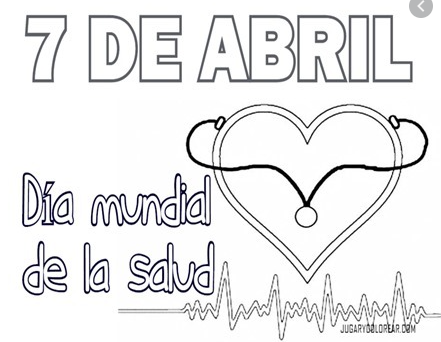 7 DE ABRIL
Día mundial
de la salud
JUGARYCOLOREAR.COM